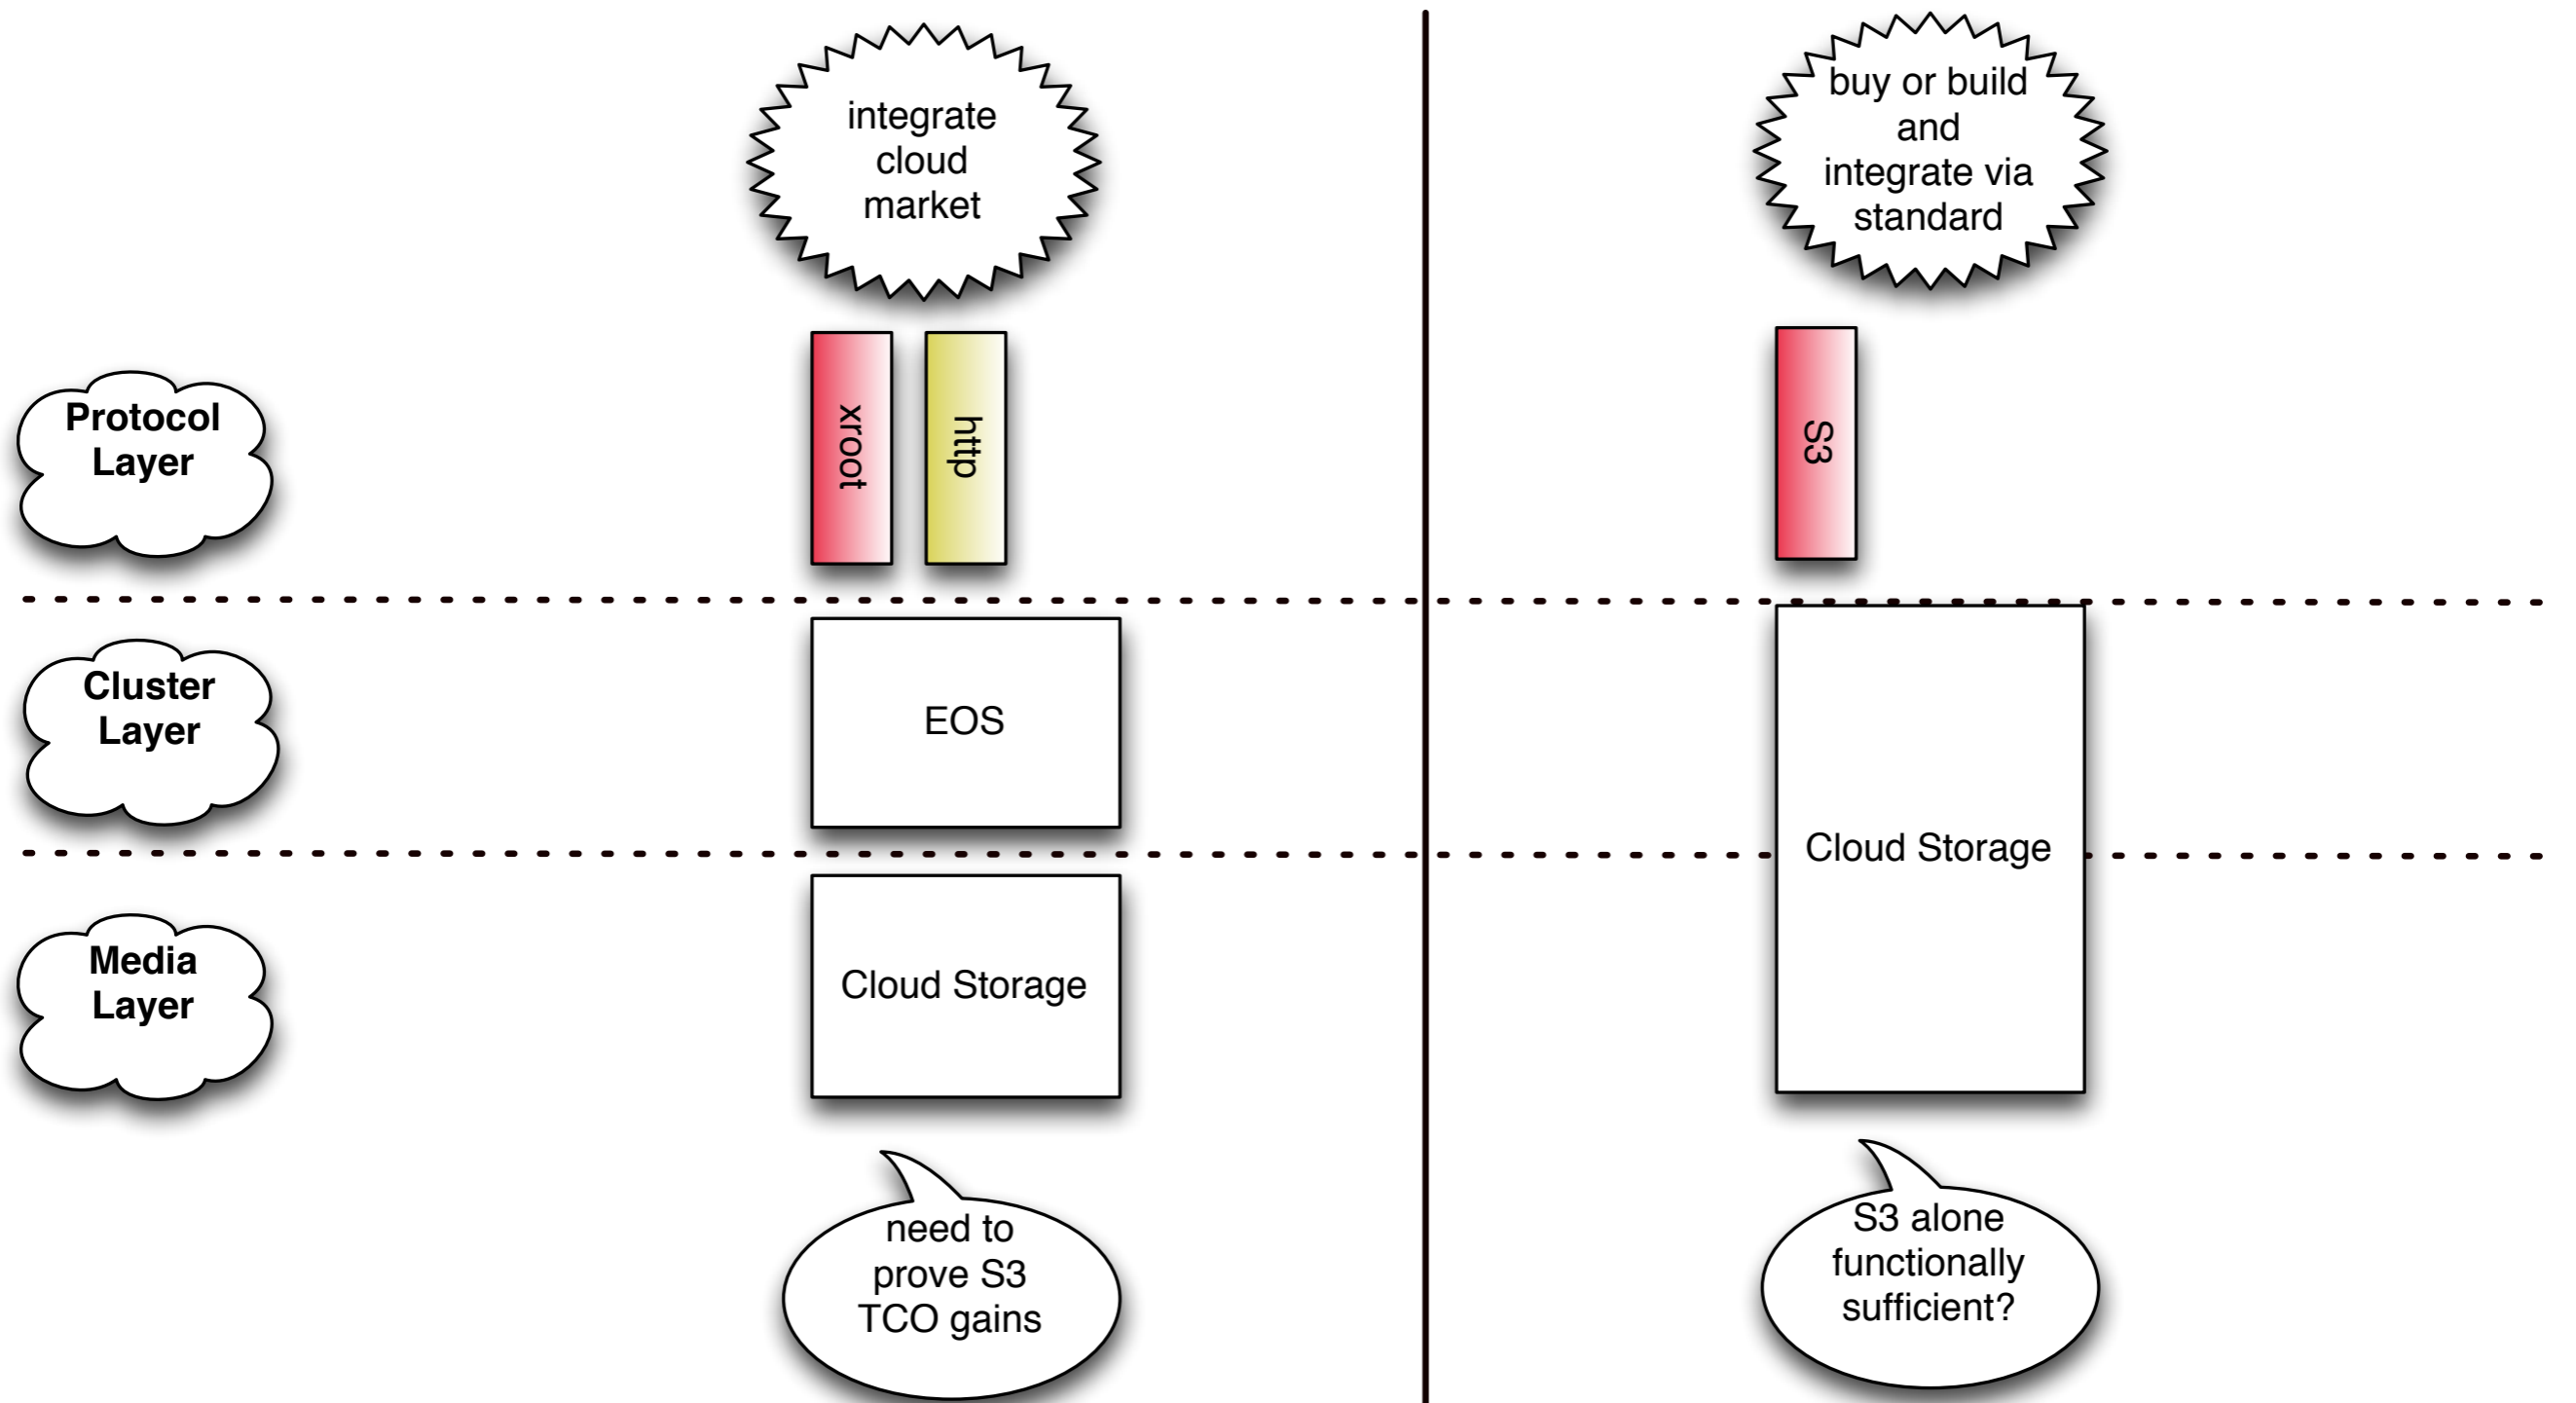 integrate
cloud
market
buy or build
and
integrate via
standard
Protocol
Layer
xroot
http
S3
Cluster
Layer
EOS
Cloud Storage
Media
Layer
Cloud Storage
need to
prove S3
TCO gains
S3 alone
functionally
sufficient?